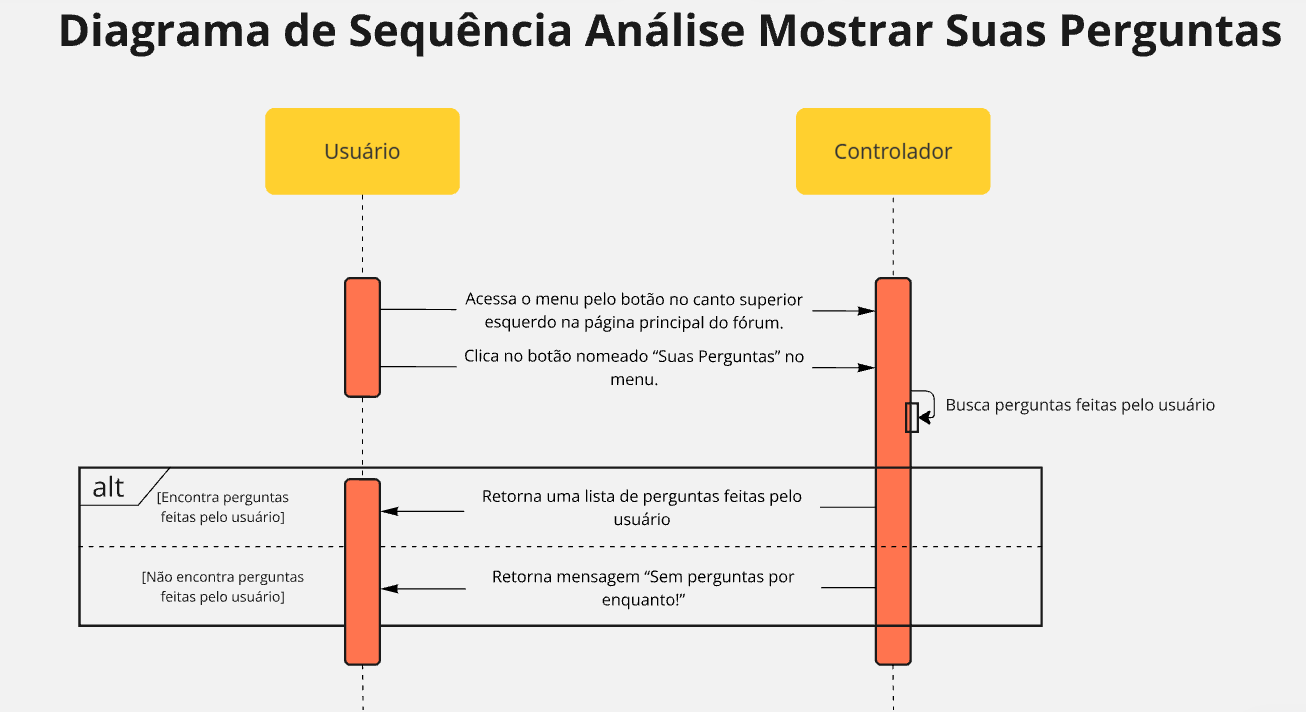 Diagrama de Sequência Análise Mostrar Suas Perguntas
Usuário
Controlador
Acessa o menu pelo botão no canto superior
esquerdo na página principal do fórum.
Clica no botão nomeado “Suas Perguntas” no
menu.
Busca perguntas feitas pelo usuário
alt
[Encontra perguntas
feitas pelo usuário]
Retorna uma lista de perguntas feitas pelo
usuário
[Não encontra perguntas
feitas pelo usuário]
Retorna mensagem “Sem perguntas por
enquanto!”